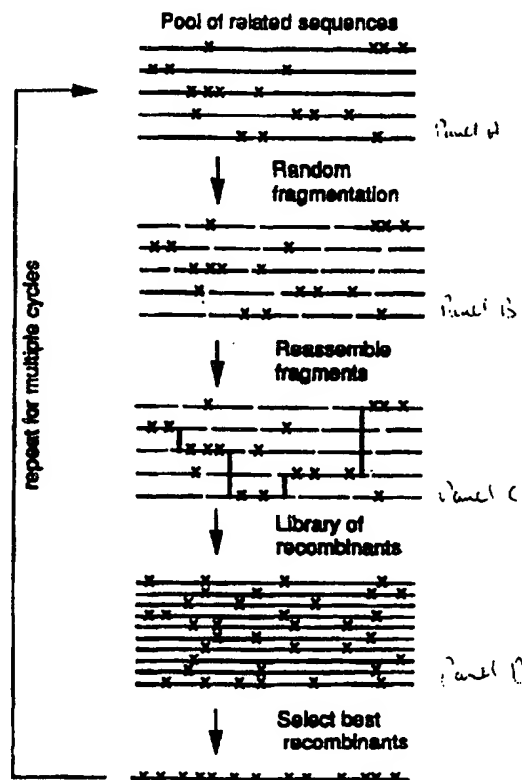 Pool of related sequences
Panel A
Random
fragmentation
Panel B
Reassemble
fragments
repeat for multiple cycles
Panel C
Library of
recombinants
Panel D
Select best
recombinants